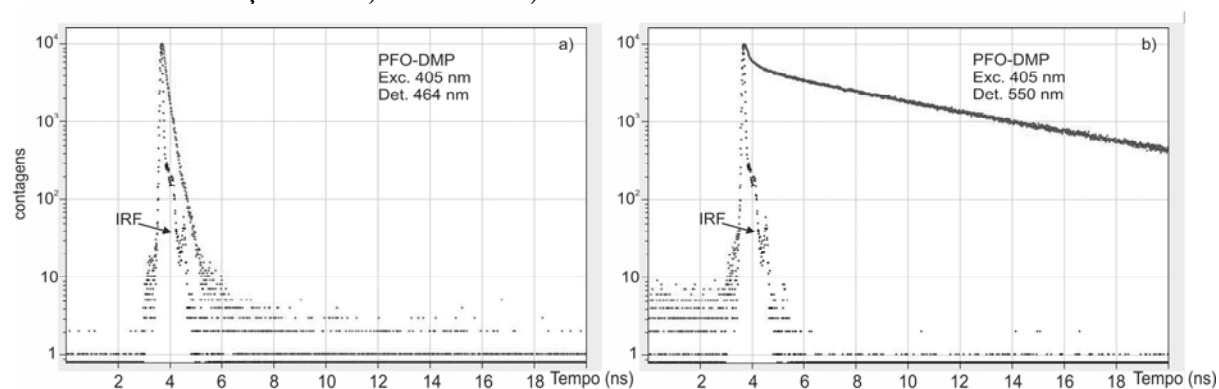 10⁴
10³
10²
10
1
contagens
a)
PFO-DMP
Exc. 405 nm
Det. 464 nm
IRF
2 4 6 8 10 12 14 16 18 Tempo (ns)
10⁴
10³
10²
10
1
b)
PFO-DMP
Exc. 405 nm
Det. 550 nm
IRF
2 4 6 8 10 12 14 16 18 Tempo (ns)